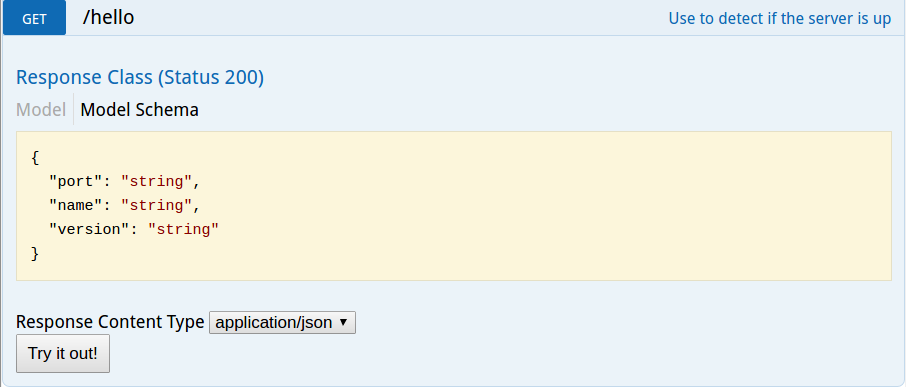 GET /hello Use to detect if the server is up
Response Class (Status 200)
Model Model Schema
{
  "port": "string",
  "name": "string",
  "version": "string"
}
Response Content Type application/json ▼
Try it out!